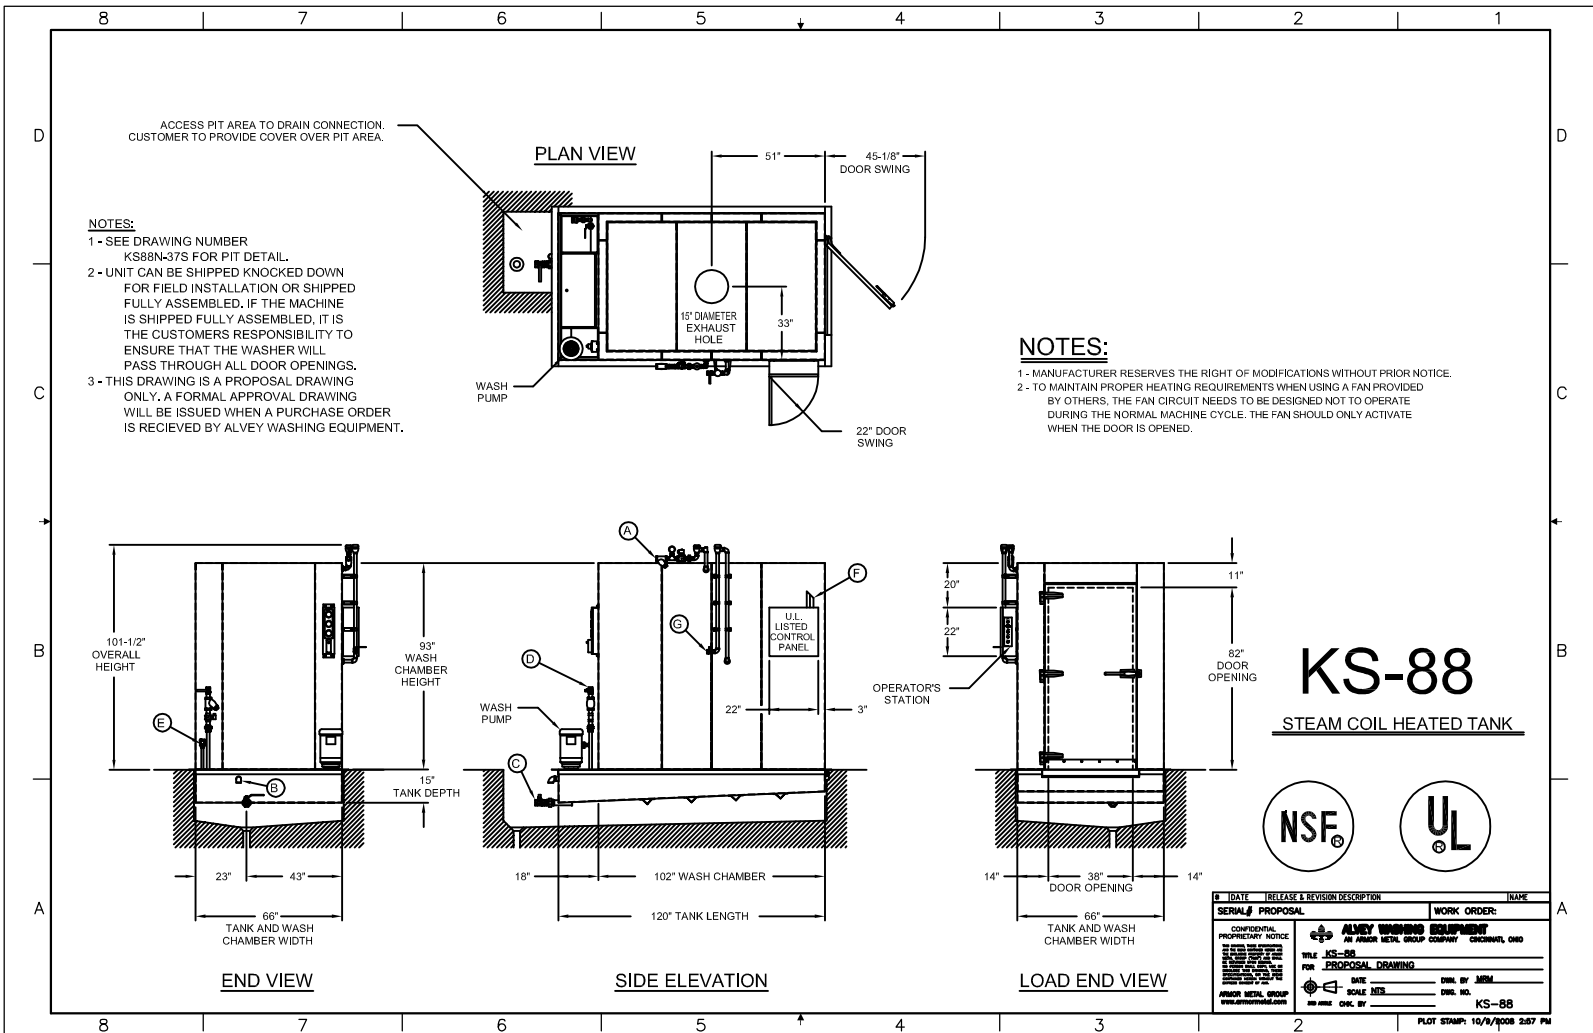 8 7 6 5 4 3 2 1
D
D
ACCESS PIT AREA TO DRAIN CONNECTION.
CUSTOMER TO PROVIDE COVER OVER PIT AREA.
PLAN VIEW
51"
45-1/8"
DOOR SWING
NOTES:
1 - SEE DRAWING NUMBER
KS88N-37S FOR PIT DETAIL.
2 - UNIT CAN BE SHIPPED KNOCKED DOWN
FOR FIELD INSTALLATION OR SHIPPED
FULLY ASSEMBLED. IF THE MACHINE
IS SHIPPED FULLY ASSEMBLED, IT IS
THE CUSTOMERS RESPONSIBILITY TO
ENSURE THAT THE WASHER WILL
PASS THROUGH ALL DOOR OPENINGS.
3 - THIS DRAWING IS A PROPOSAL DRAWING
ONLY. A FORMAL APPROVAL DRAWING
WILL BE ISSUED WHEN A PURCHASE ORDER
IS RECIEVED BY ALVEY WASHING EQUIPMENT.
15" DIAMETER
EXHAUST
HOLE
33"
WASH
PUMP
22" DOOR
SWING
NOTES:
1 - MANUFACTURER RESERVES THE RIGHT OF MODIFICATIONS WITHOUT PRIOR NOTICE.
2 - TO MAINTAIN PROPER HEATING REQUIREMENTS WHEN USING A FAN PROVIDED
BY OTHERS, THE FAN CIRCUIT NEEDS TO BE DESIGNED NOT TO OPERATE
DURING THE NORMAL MACHINE CYCLE. THE FAN SHOULD ONLY ACTIVATE
WHEN THE DOOR IS OPENED.
C
C
B
B
101-1/2"
OVERALL
HEIGHT
93"
WASH
CHAMBER
HEIGHT
E
B
15"
TANK DEPTH
23"
43"
66"
TANK AND WASH
CHAMBER WIDTH
END VIEW
A
F
G
D
C
U.L.
LISTED
CONTROL
PANEL
WASH
PUMP
22"
3"
18"
102" WASH CHAMBER
120" TANK LENGTH
SIDE ELEVATION
20"
22"
11"
82"
DOOR
OPENING
OPERATOR'S
STATION
14"
38"
DOOR OPENING
14"
66"
TANK AND WASH
CHAMBER WIDTH
LOAD END VIEW
KS-88
STEAM COIL HEATED TANK
NSF®
UL®
A
A
# DATE RELEASE & REVISION DESCRIPTION NAME
SERIAL# PROPOSAL WORK ORDER:
CONFIDENTIAL
PROPRIETARY NOTICE
ARMOR METAL GROUP
www.armormetal.com
ALVEY WASHING EQUIPMENT
AN ARMOR METAL GROUP COMPANY CINCINNATI, OHIO
TITLE KS-88
FOR PROPOSAL DRAWING
DATE DWN. BY MRM
SCALE NTS DWG. NO.
3RD ANGLE CHK. BY KS-88
8 7 6 5 4 3 2 1
PLOT STAMP: 10/9/2008 2:57 PM